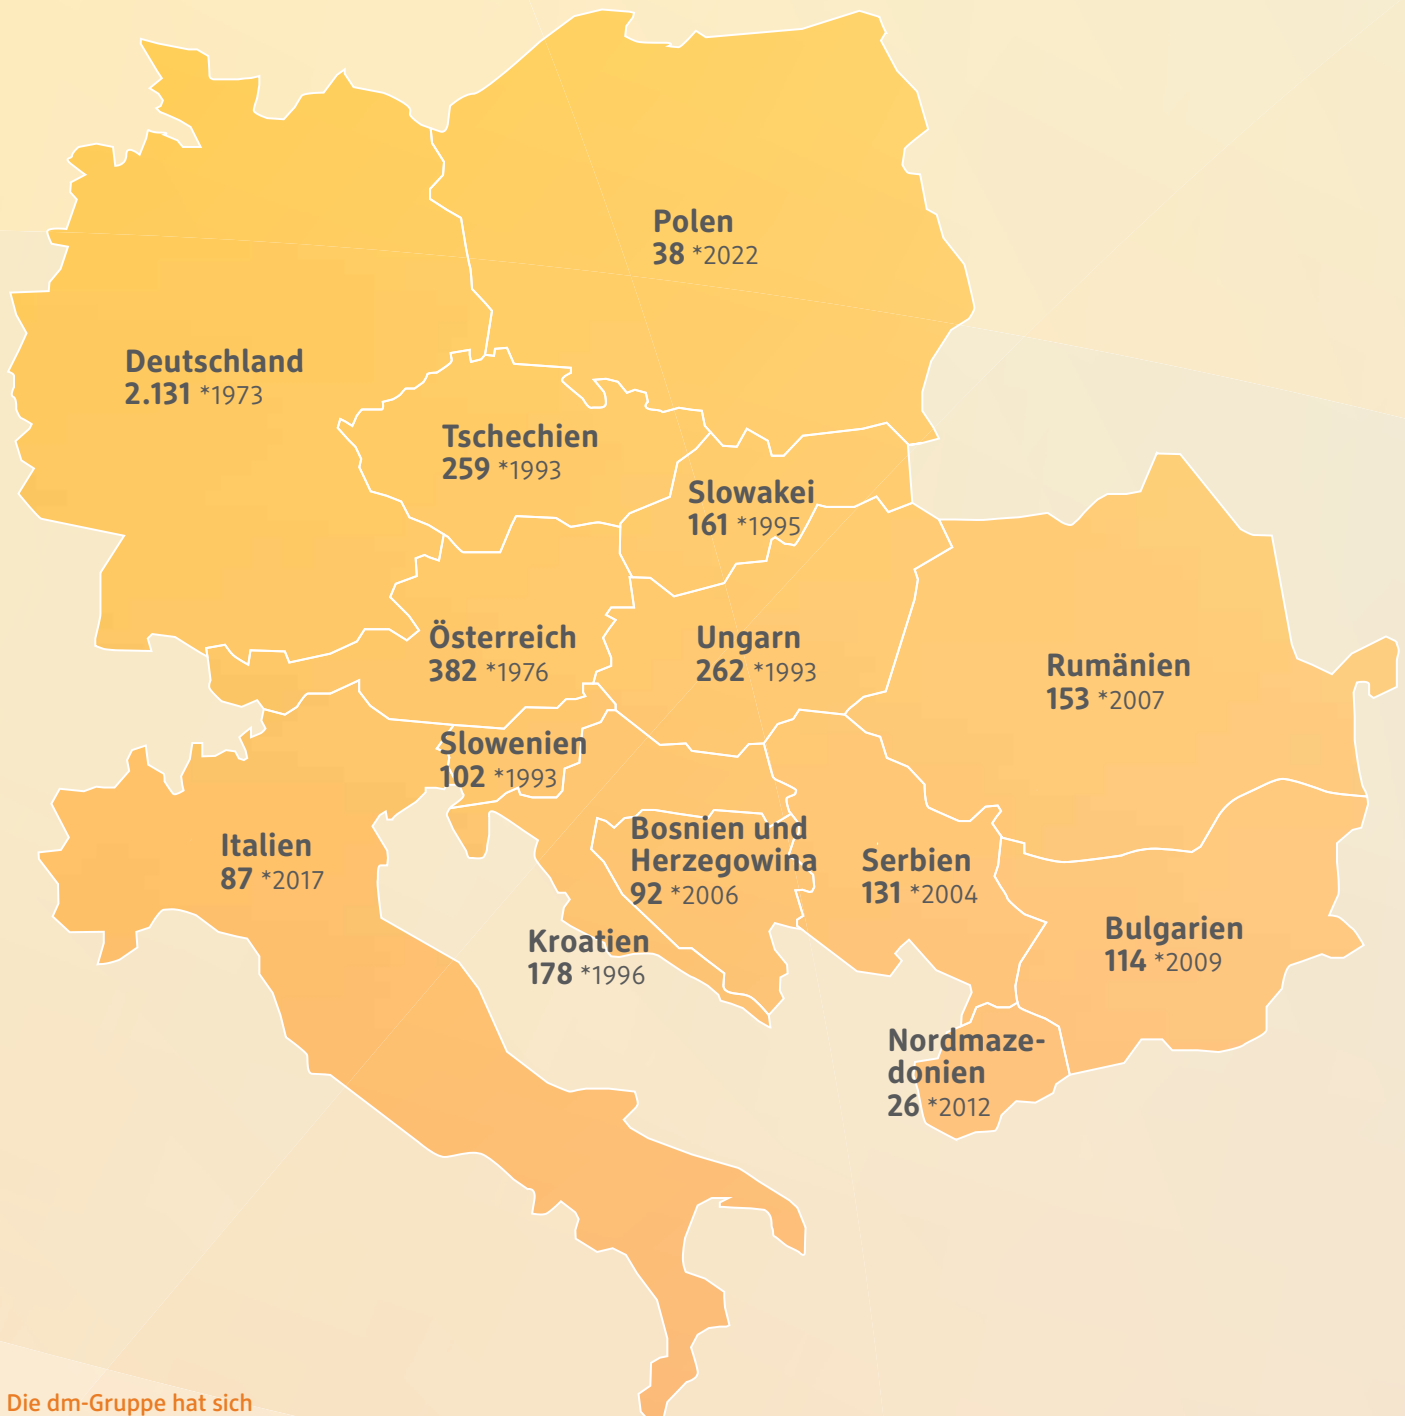 Polen
38 *2022
Deutschland
2.131 *1973
Tschechien
259 *1993
Slowakei
161 *1995
Österreich
382 *1976
Ungarn
262 *1993
Rumänien
153 *2007
Slowenien
102 *1993
Italien
87 *2017
Bosnien und
Herzegowina
92 *2006
Serbien
131 *2004
Kroatien
178 *1996
Bulgarien
114 *2009
Nordmaze-
donien
26 *2012
Die dm-Gruppe hat sich